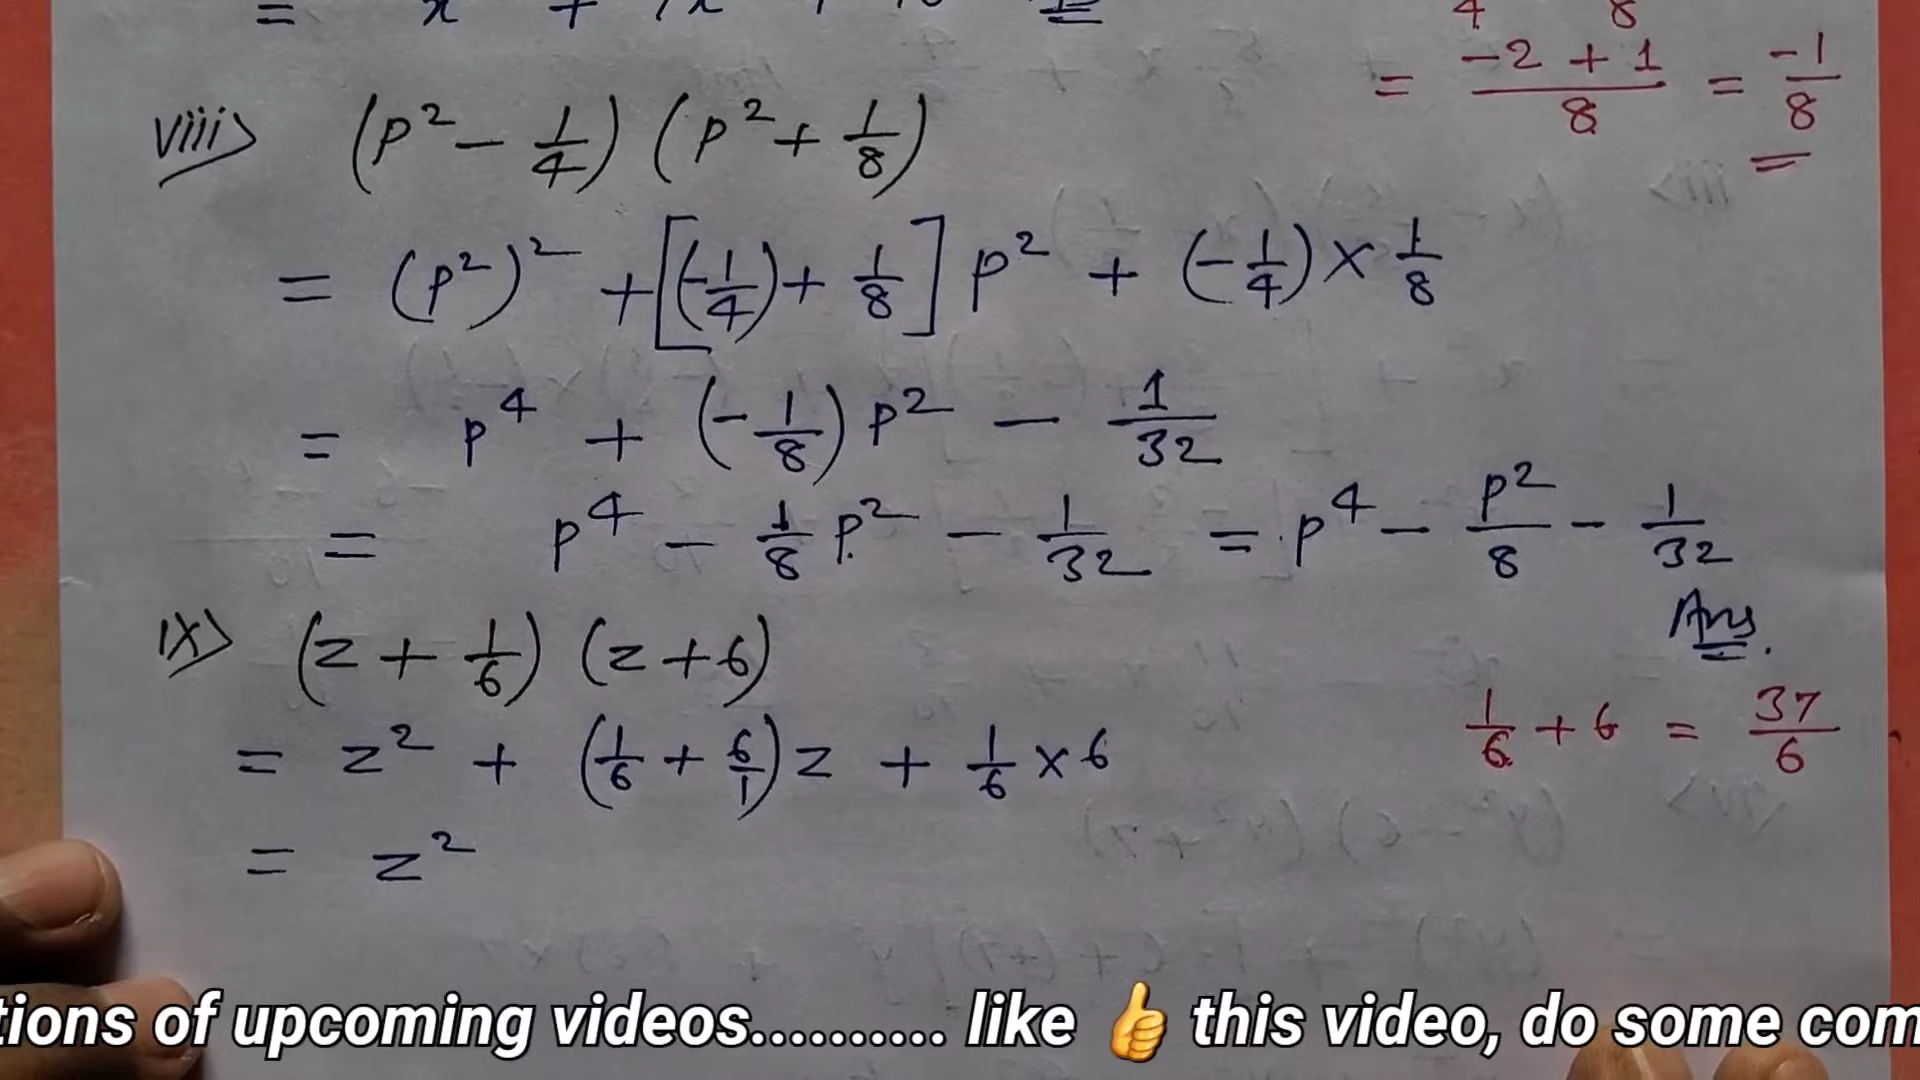 4 8
= -2 + 1 / 8 = -1/8
viii> (p² - 1/4) (p² + 1/8)
= (p²)² + [(-1/4) + 1/8] p² + (-1/4) × 1/8
= p⁴ + (-1/8) p² - 1/32
= p⁴ - 1/8 p² - 1/32 = p⁴ - p²/8 - 1/32
Ans.
ix> (z + 1/6) (z + 6)
1/6 + 6 = 37/6
= z² + (1/6 + 6/1) z + 1/6 × 6
= z²
tions of upcoming videos.......... like 👍 this video, do some com